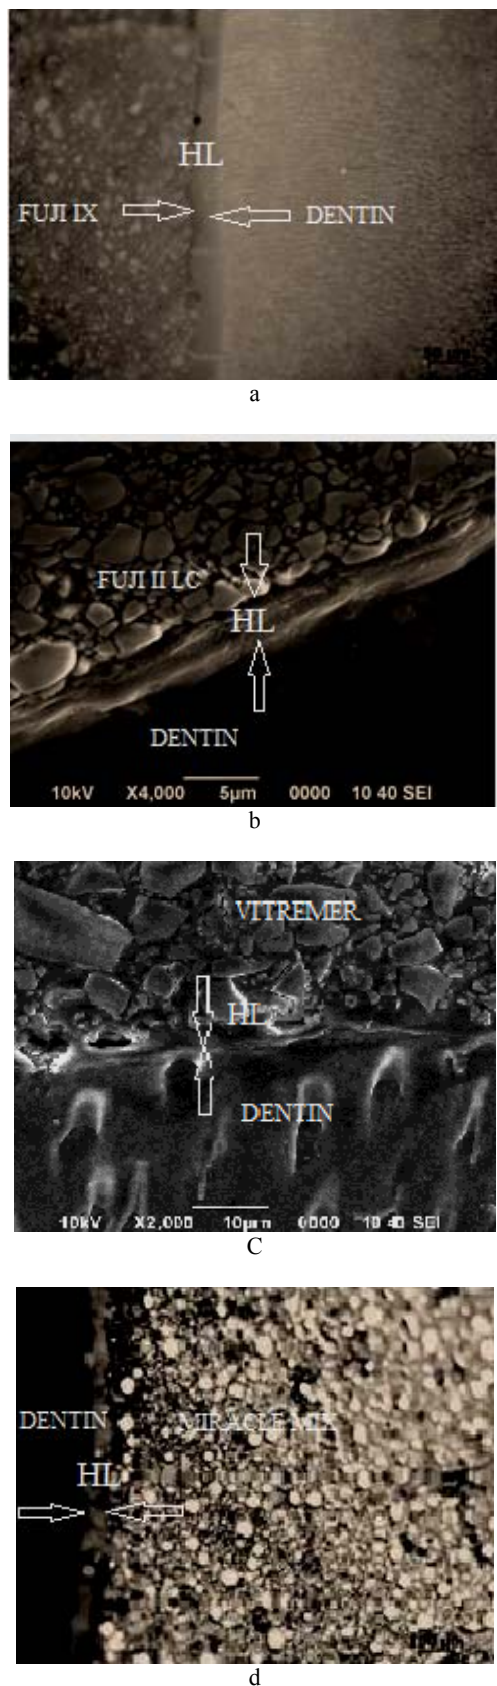 HL
FUJI IX DENTIN
a
FUJI II LC
HL
DENTIN
10kV X4,000 5μm 0000 10 40 SEI
b
VITREMER
HL
DENTIN
10kV X2,000 10μm 0000 10 40 SEI
C
DENTIN MIRACLE MIX
HL
d